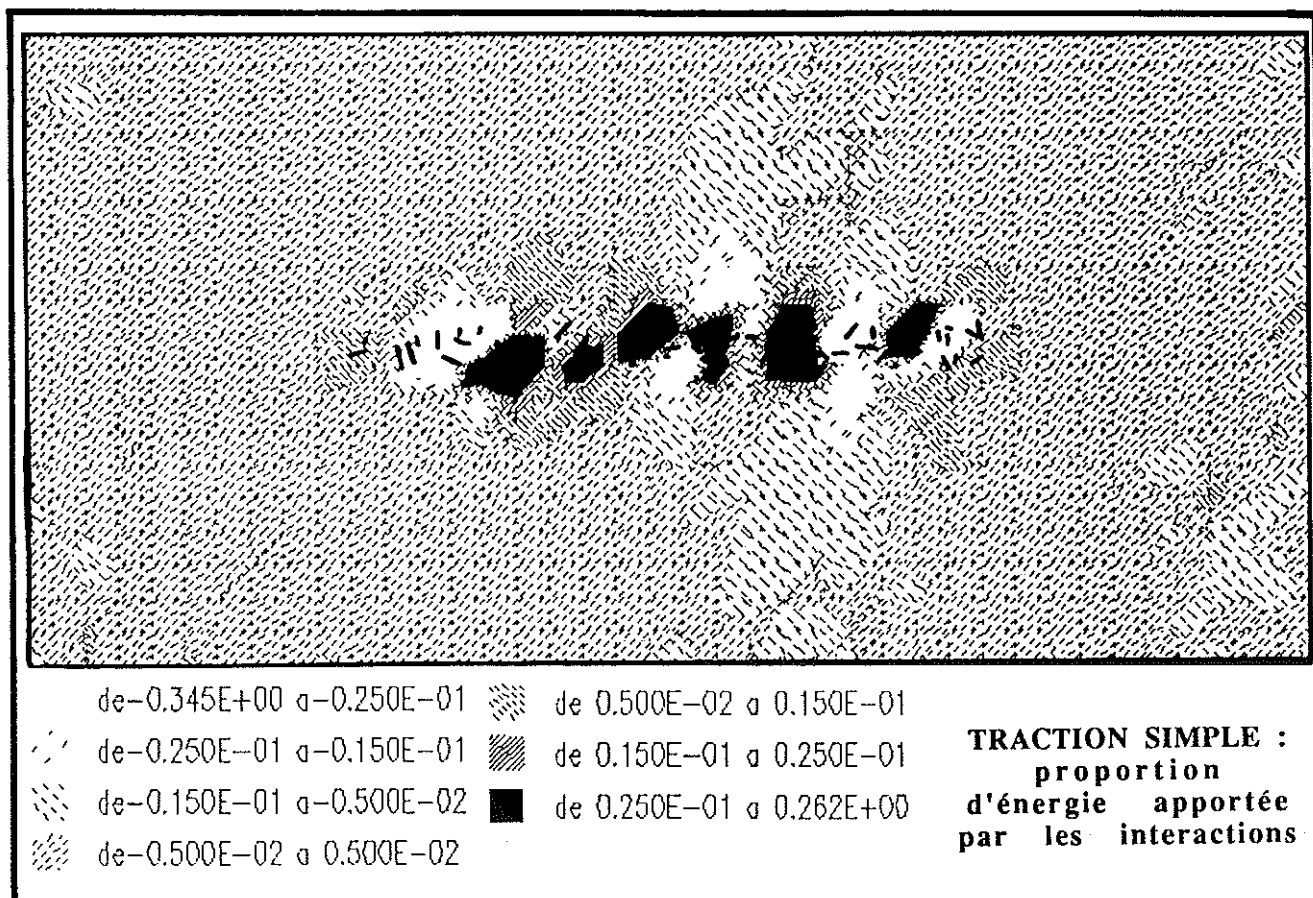 de-0.345E+00 a-0.250E-01
de-0.250E-01 a-0.150E-01
de-0.150E-01 a-0.500E-02
de-0.500E-02 a 0.500E-02
de 0.500E-02 a 0.150E-01
de 0.150E-01 a 0.250E-01
de 0.250E-01 a 0.262E+00
TRACTION SIMPLE :
proportion
d'énergie apportée
par les interactions